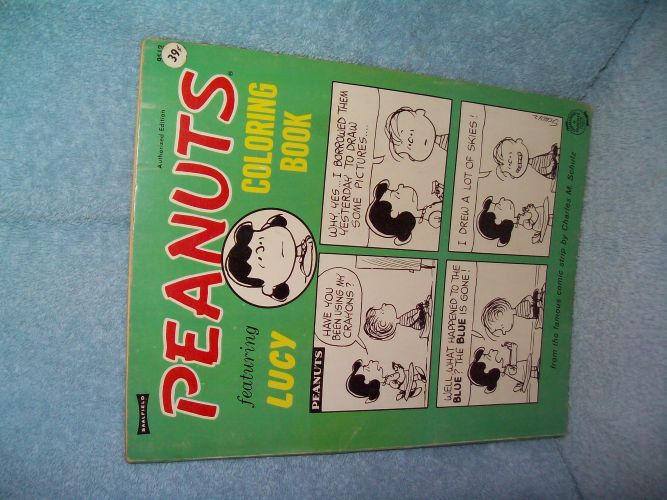 SAALFIELD
Authorized Edition
9112
39¢
PEANUTS®
featuring
LUCY
COLORING
BOOK
PEANUTS
HAVE YOU
BEEN USING MY
CRAYONS?
WHY, YES.. I BORROWED THEM
YESTERDAY TO DRAW
SOME PICTURES...
WELL, WHAT HAPPENED TO THE
BLUE? THE BLUE IS GONE!
I DREW A LOT OF SKIES!
SCHULZ
from the famous comic strip by Charles M. Schulz